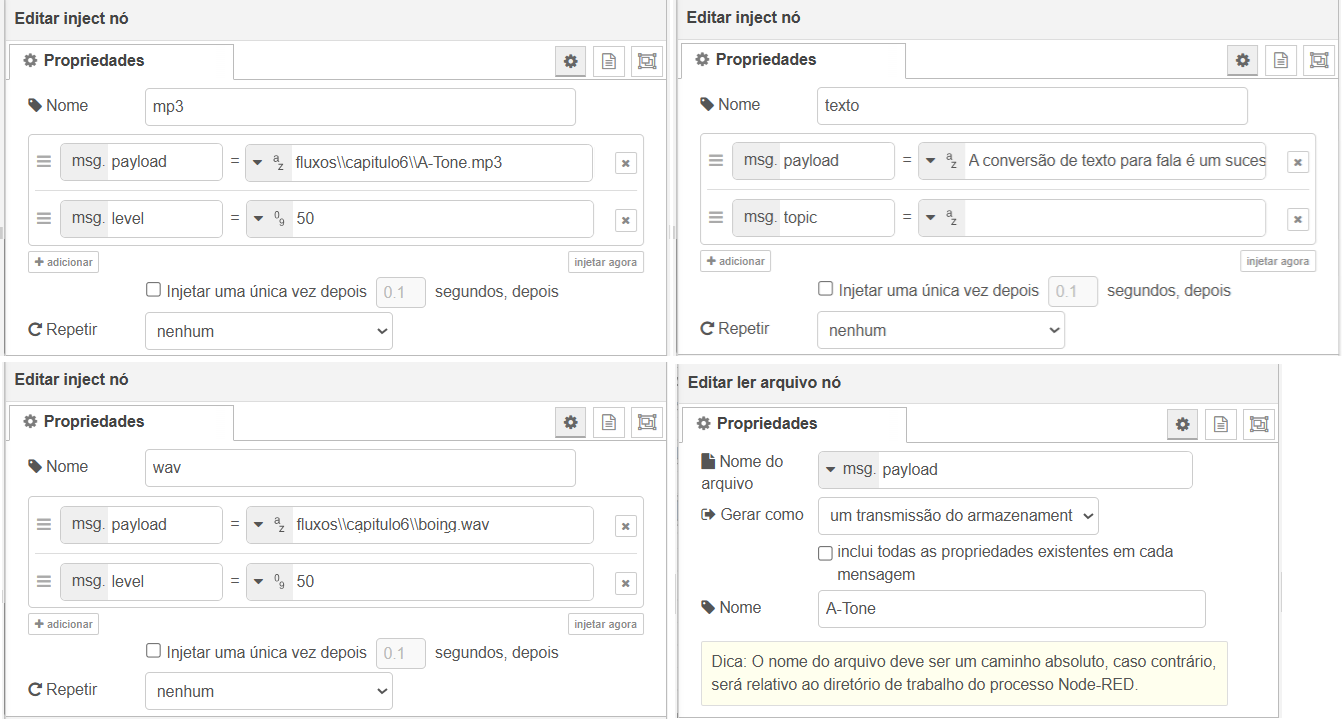 Editar inject nó
Propriedades
Nome
mp3
msg. payload = az fluxos\\capitulo6\\A-Tone.mp3
msg. level = 09 50
adicionar
injetar agora
Injetar uma única vez depois 0.1 segundos, depois
Repetir
nenhum
Editar inject nó
Propriedades
Nome
texto
msg. payload = az A conversão de texto para fala é um suces
msg. topic = az
adicionar
injetar agora
Injetar uma única vez depois 0.1 segundos, depois
Repetir
nenhum
Editar inject nó
Propriedades
Nome
wav
msg. payload = az fluxos\\capitulo6\\boing.wav
msg. level = 09 50
adicionar
injetar agora
Injetar uma única vez depois 0.1 segundos, depois
Repetir
nenhum
Editar ler arquivo nó
Propriedades
Nome do
arquivo
msg. payload
Gerar como
um transmissão do armazenament
inclui todas as propriedades existentes em cada
mensagem
Nome
A-Tone
Dica: O nome do arquivo deve ser um caminho absoluto, caso contrário,
será relativo ao diretório de trabalho do processo Node-RED.